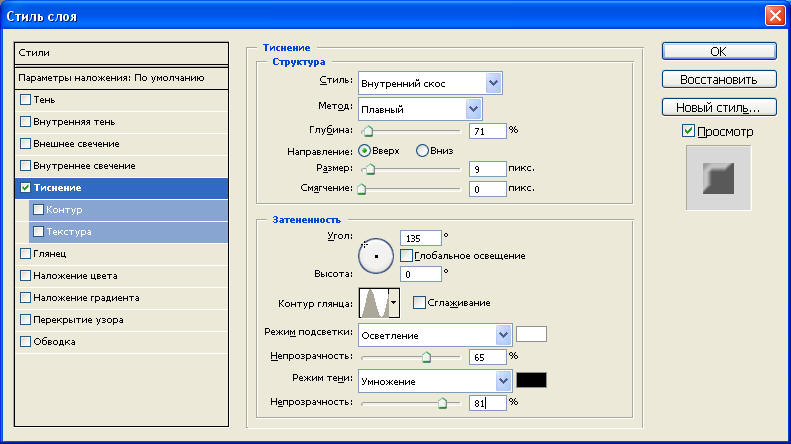 Стиль слоя
Стили
Параметры наложения: По умолчанию
Тень
Внутренняя тень
Внешнее свечение
Внутреннее свечение
Тиснение
Контур
Текстура
Глянец
Наложение цвета
Наложение градиента
Перекрытие узора
Обводка
Тиснение
Структура
Стиль: Внутренний скос
Метод: Плавный
Глубина: 71 %
Направление: Вверх Вниз
Размер: 9 пикс.
Смягчение: 0 пикс.
Затененность
Угол: 135 °
Глобальное освещение
Высота: 0 °
Контур глянца: Сглаживание
Режим подсветки: Осветление
Непрозрачность: 65 %
Режим тени: Умножение
Непрозрачность: 81 %
OK
Восстановить
Новый стиль...
Просмотр